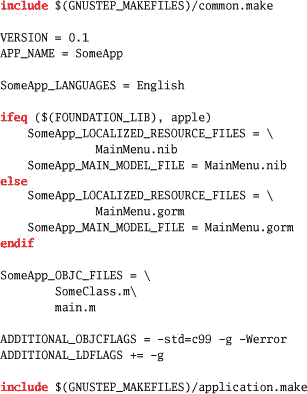 include $(GNUSTEP_MAKEFILES)/common.make
VERSION = 0.1
APP_NAME = SomeApp
SomeApp_LANGUAGES = English
ifeq ($(FOUNDATION_LIB), apple)
SomeApp_LOCALIZED_RESOURCE_FILES = \
MainMenu.nib
SomeApp_MAIN_MODEL_FILE = MainMenu.nib
else
SomeApp_LOCALIZED_RESOURCE_FILES = \
MainMenu.gorm
SomeApp_MAIN_MODEL_FILE = MainMenu.gorm
endif
SomeApp_OBJC_FILES = \
SomeClass.m\
main.m
ADDITIONAL_OBJCFLAGS = -std=c99 -g -Werror
ADDITIONAL_LDFLAGS += -g
include $(GNUSTEP_MAKEFILES)/application.make